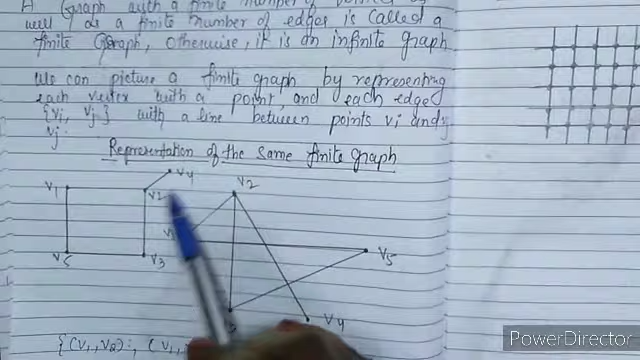 A Graph with a finite number of
well as a finite number of edges is called a
finite Graph, otherwise, it is an infinite graph
We can picture a finite graph by representing
each vertex with a point, and each edge
{vi, vj} with a line between points vi and
vj.
Representation of the same finite graph
V4
V2
V1
V2
V5
V5
V3
V4
PowerDirector